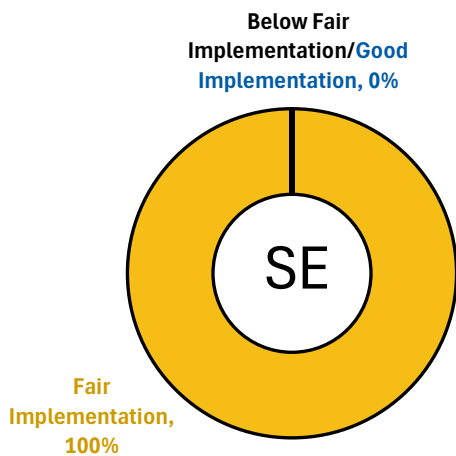 Below Fair
Implementation/Good
Implementation, 0%
SE
Fair
Implementation,
100%